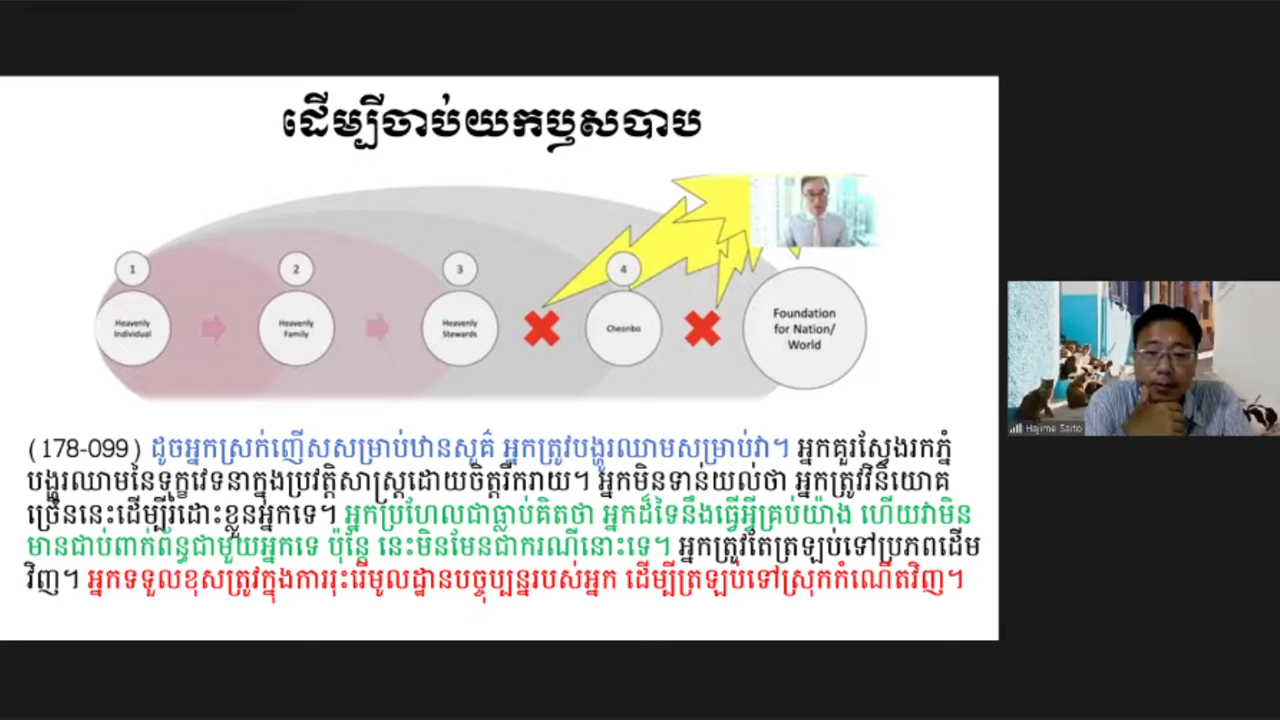 ដើម្បីចាប់យកឫសបាប
1
2
3
4
Heavenly
Individual
Heavenly
Family
Heavenly
Stewards
Cheonbo
Foundation
for Nation/
World
(178-099) ដូចអ្នកស្រក់ញើសសម្រាប់ឋានសួគ៌ អ្នកត្រូវបង្ហូរឈាមសម្រាប់វា។ អ្នកគួរស្វែងរកភ្នំ
បង្ហូរឈាមនៃទុក្ខវេទនាក្នុងប្រវត្តិសាស្ត្រដោយចិត្តរីករាយ។ អ្នកមិនទាន់យល់ថា អ្នកត្រូវវិនិយោគ
ច្រើននេះដើម្បីរំដោះខ្លួនអ្នកទេ។ អ្នកប្រហែលជាធ្លាប់គិតថា អ្នកដ៏ទៃនឹងធ្វើអ្វីគ្រប់យ៉ាង ហើយវាមិន
មានជាប់ពាក់ព័ន្ធជាមួយអ្នកទេ ប៉ុន្តែ នេះមិនមែនជាករណីនោះទេ។ អ្នកត្រូវតែត្រឡប់ទៅប្រភពដើម
វិញ។ អ្នកទទួលខុសត្រូវក្នុងការរុះរើមូលដ្ឋានបច្ចុប្បន្នរបស់អ្នក ដើម្បីត្រឡប់ទៅស្រុកកំណើតវិញ។
Hajime Saito